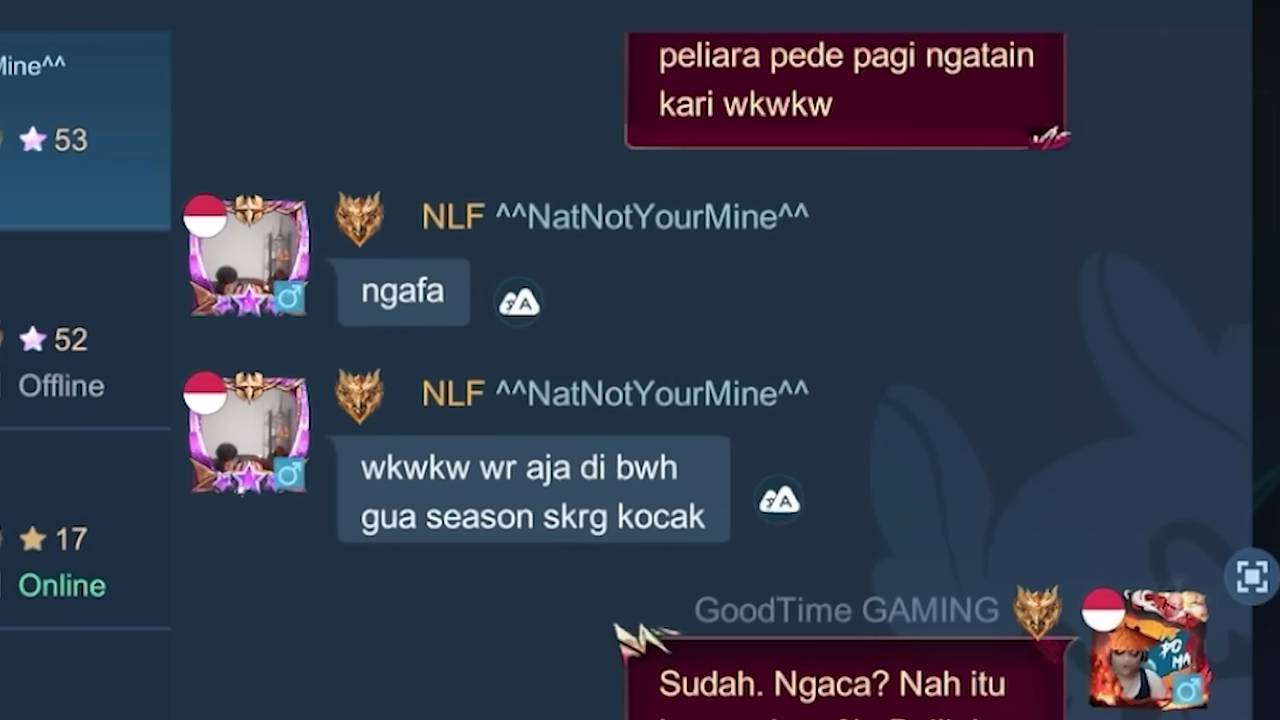 Mine^^
53
52
Offline
17
Online
peliara pede pagi ngatain
kari wkwkw
NLF ^^NatNotYourMine^^
ngafa
NLF ^^NatNotYourMine^^
wkwkw wr aja di bwh
gua season skrg kocak
GoodTime GAMING
Sudah. Ngaca? Nah itu